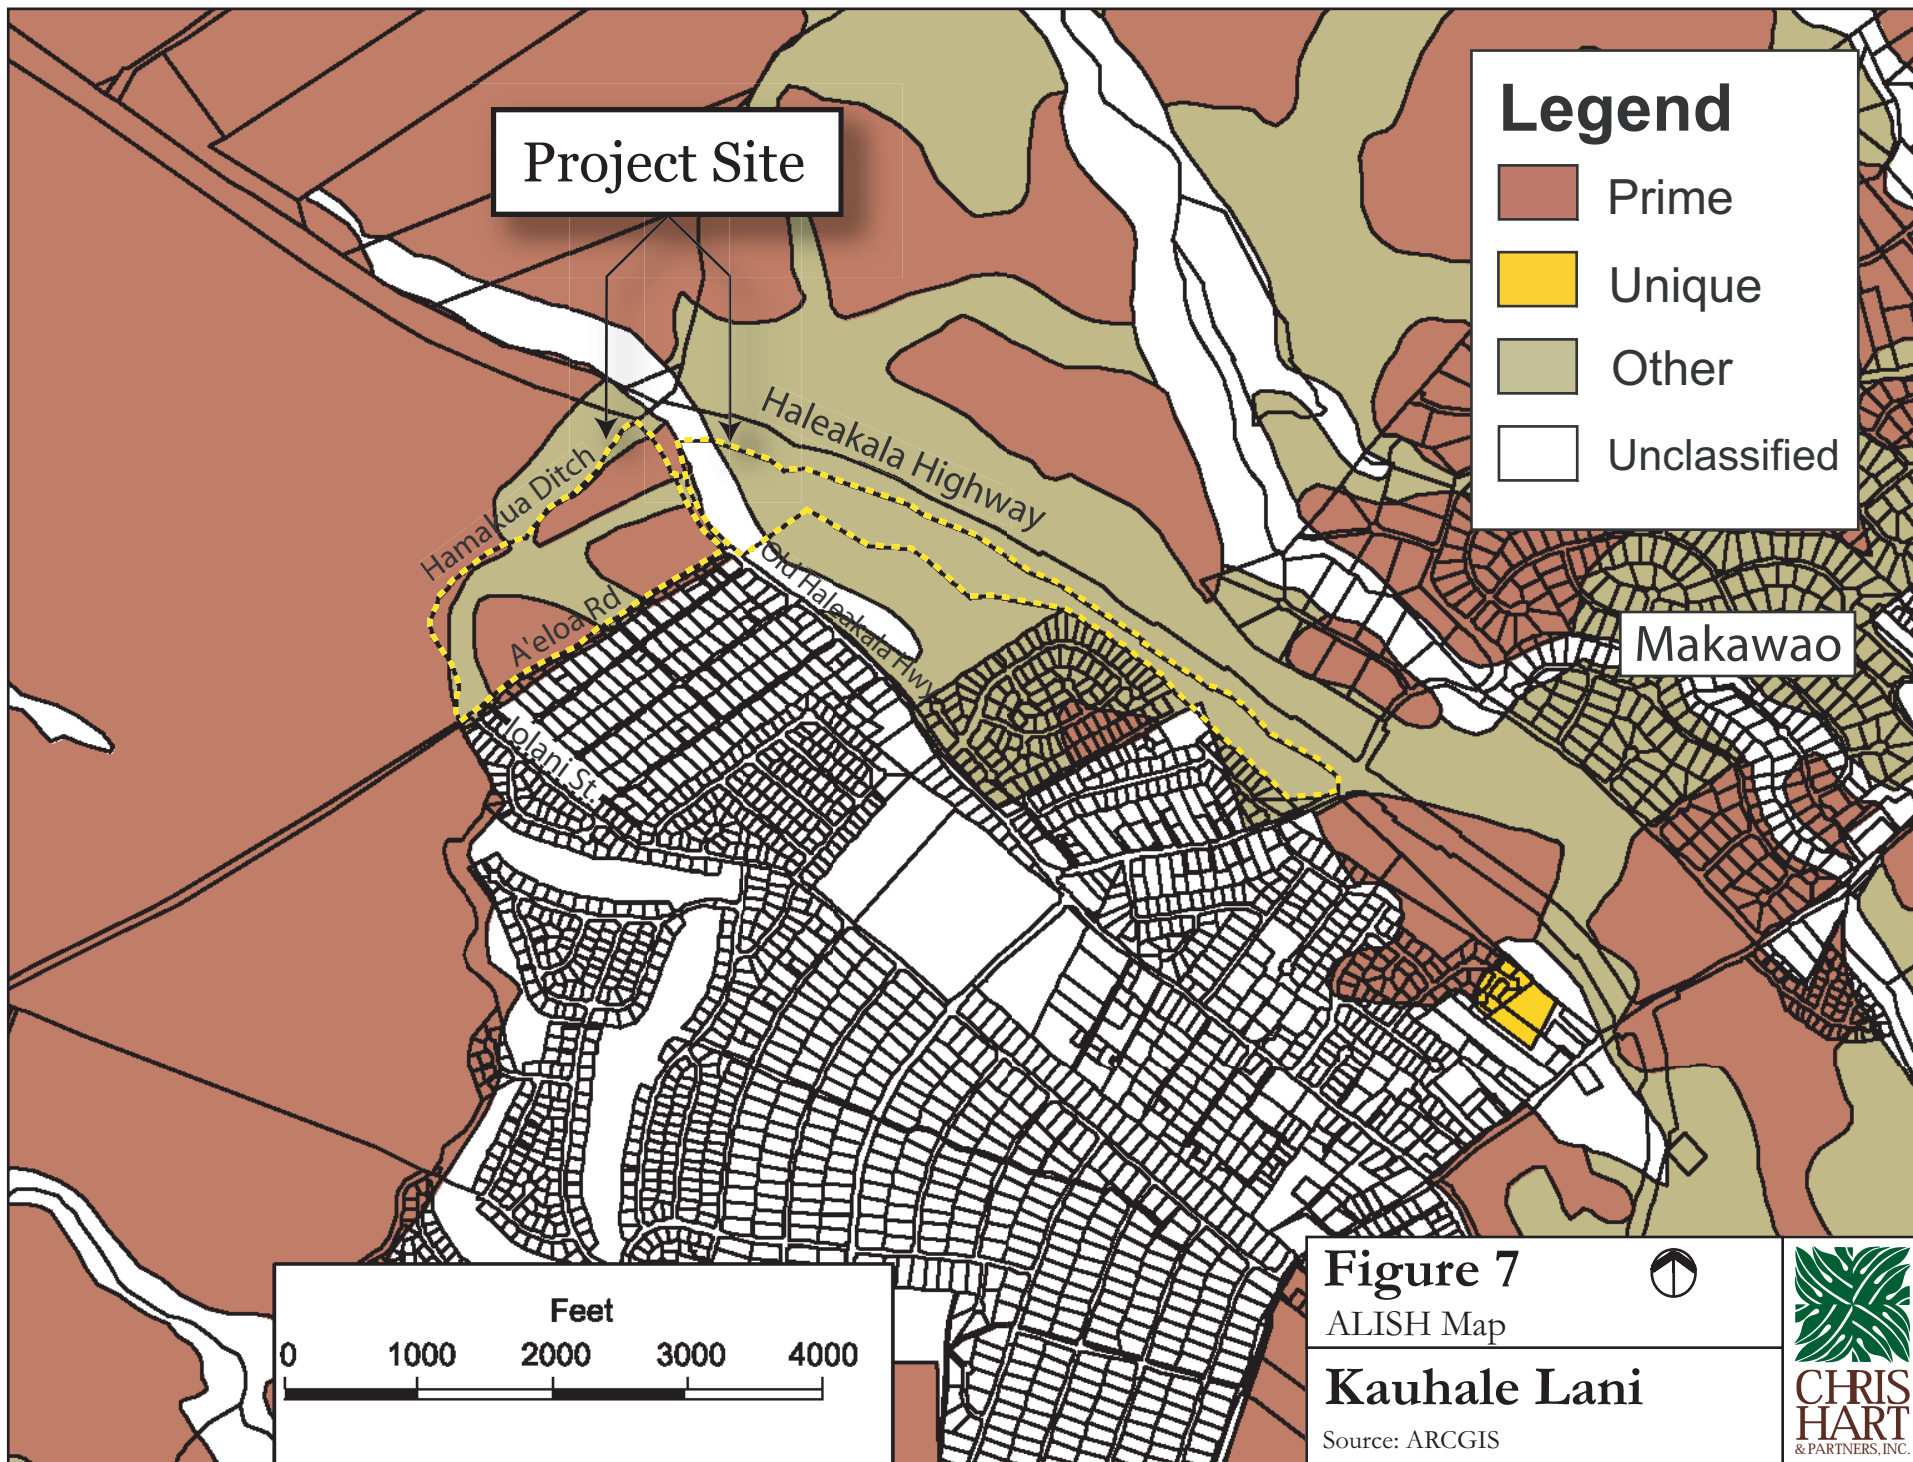 Project Site
Legend
Prime
Unique
Other
Unclassified
Haleakala Highway
Hamakua Ditch
Old Haleakala Hwy
A'eloa Rd
Iolani St.
Makawao
Feet
0 1000 2000 3000 4000
Figure 7
ALISH Map
Kauhale Lani
Source: ARCGIS
CHRIS
HART
& PARTNERS, INC.